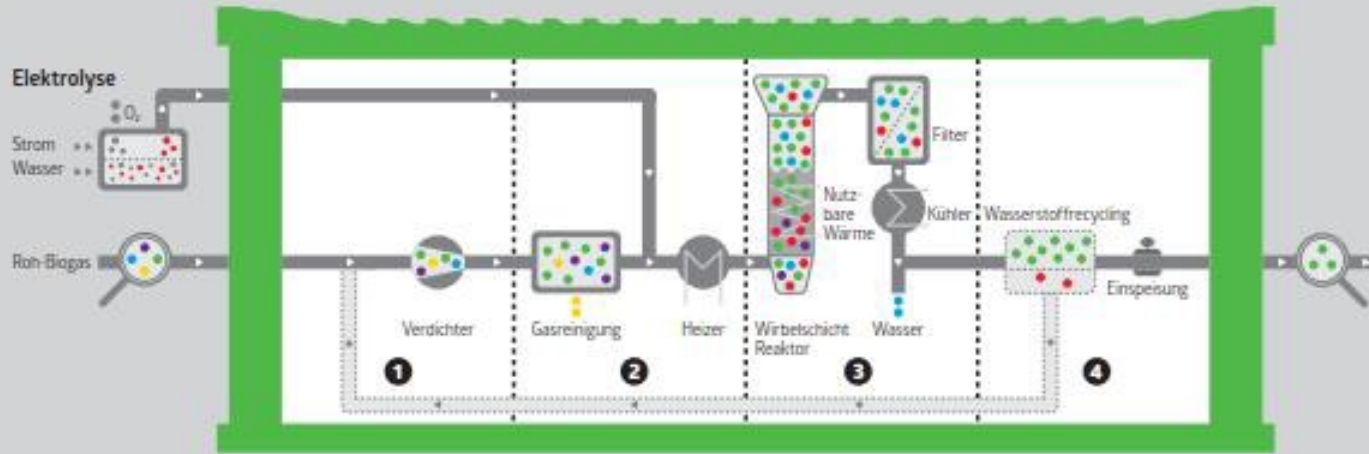 Elektrolyse
O₂
Strom
Wasser
Roh-Biogas
Verdichter
Gasreinigung
Heizer
Wirbelschicht
Reaktor
Nutz-
bare
Wärme
Filter
Kühler
Wasser
Wasserstoffrecycling
Einspeisung
1
2
3
4